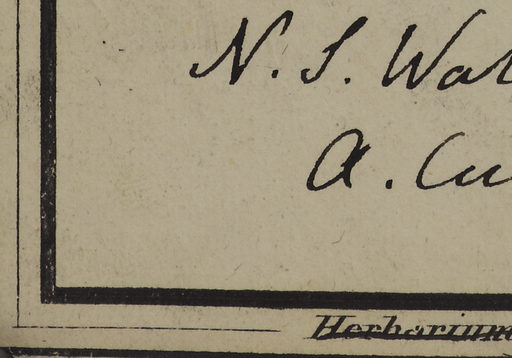 N. S. Wal
A. Cu
Herbarium